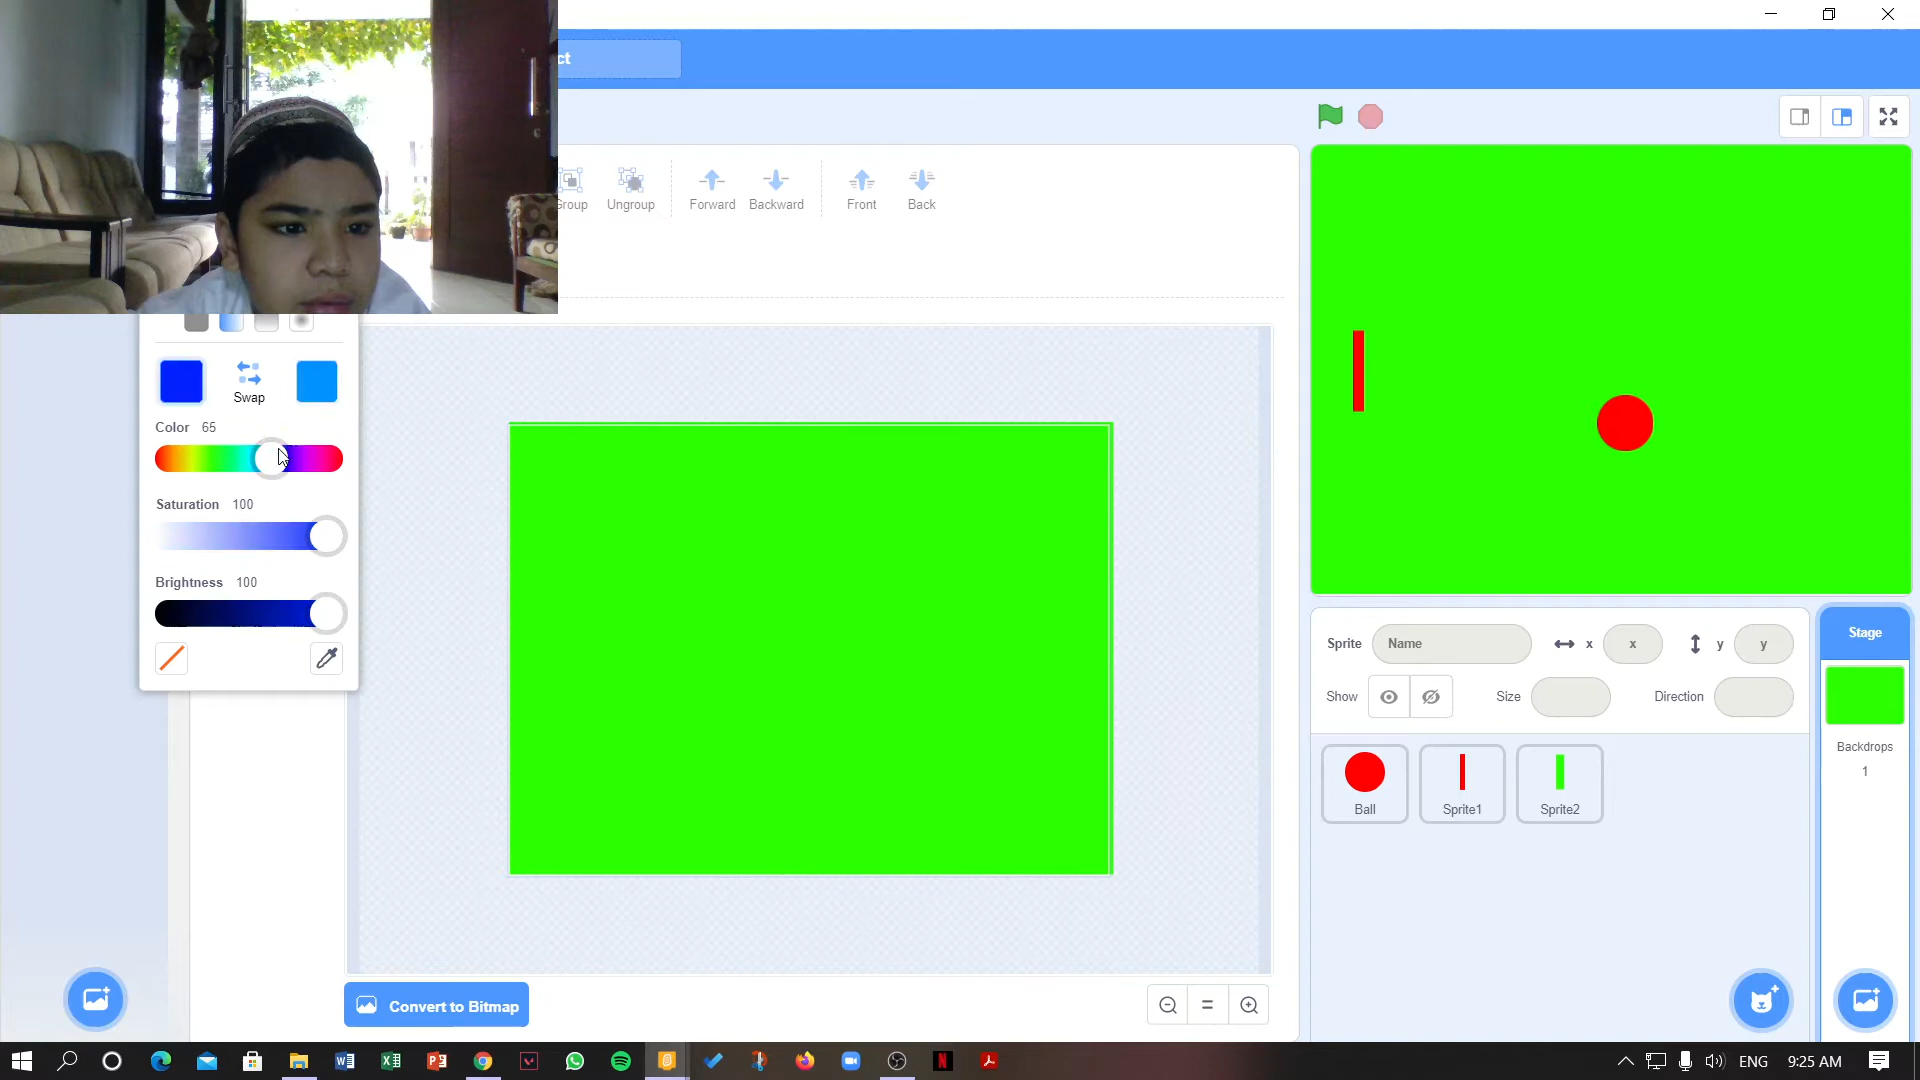 ct
Group
Ungroup
Forward
Backward
Front
Back
Swap
Color 65
Saturation 100
Brightness 100
Convert to Bitmap
Sprite Name x x y y
Show Size Direction
Ball
Sprite1
Sprite2
Stage
Backdrops
1
ENG 9:25 AM